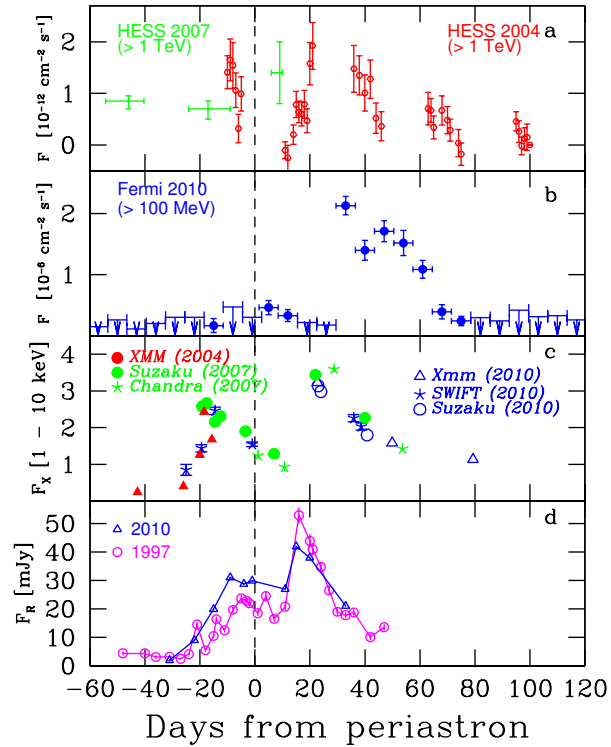 HESS 2007
(> 1 TeV)
HESS 2004
(> 1 TeV)
a
F [10⁻¹² cm⁻² s⁻¹]
2
1
0
Fermi 2010
(> 100 MeV)
b
F [10⁻⁶ cm⁻² s⁻¹]
2
1
XMM (2004)
Suzaku (2007)
Chandra (2007)
c
Xmm (2010)
SWIFT (2010)
Suzaku (2010)
F_X [1 – 10 keV]
4
3
2
1
2010
1997
d
F_R [mJy]
50
40
30
20
10
0
−60 −40 −20 0 20 40 60 80 100 120
Days from periastron